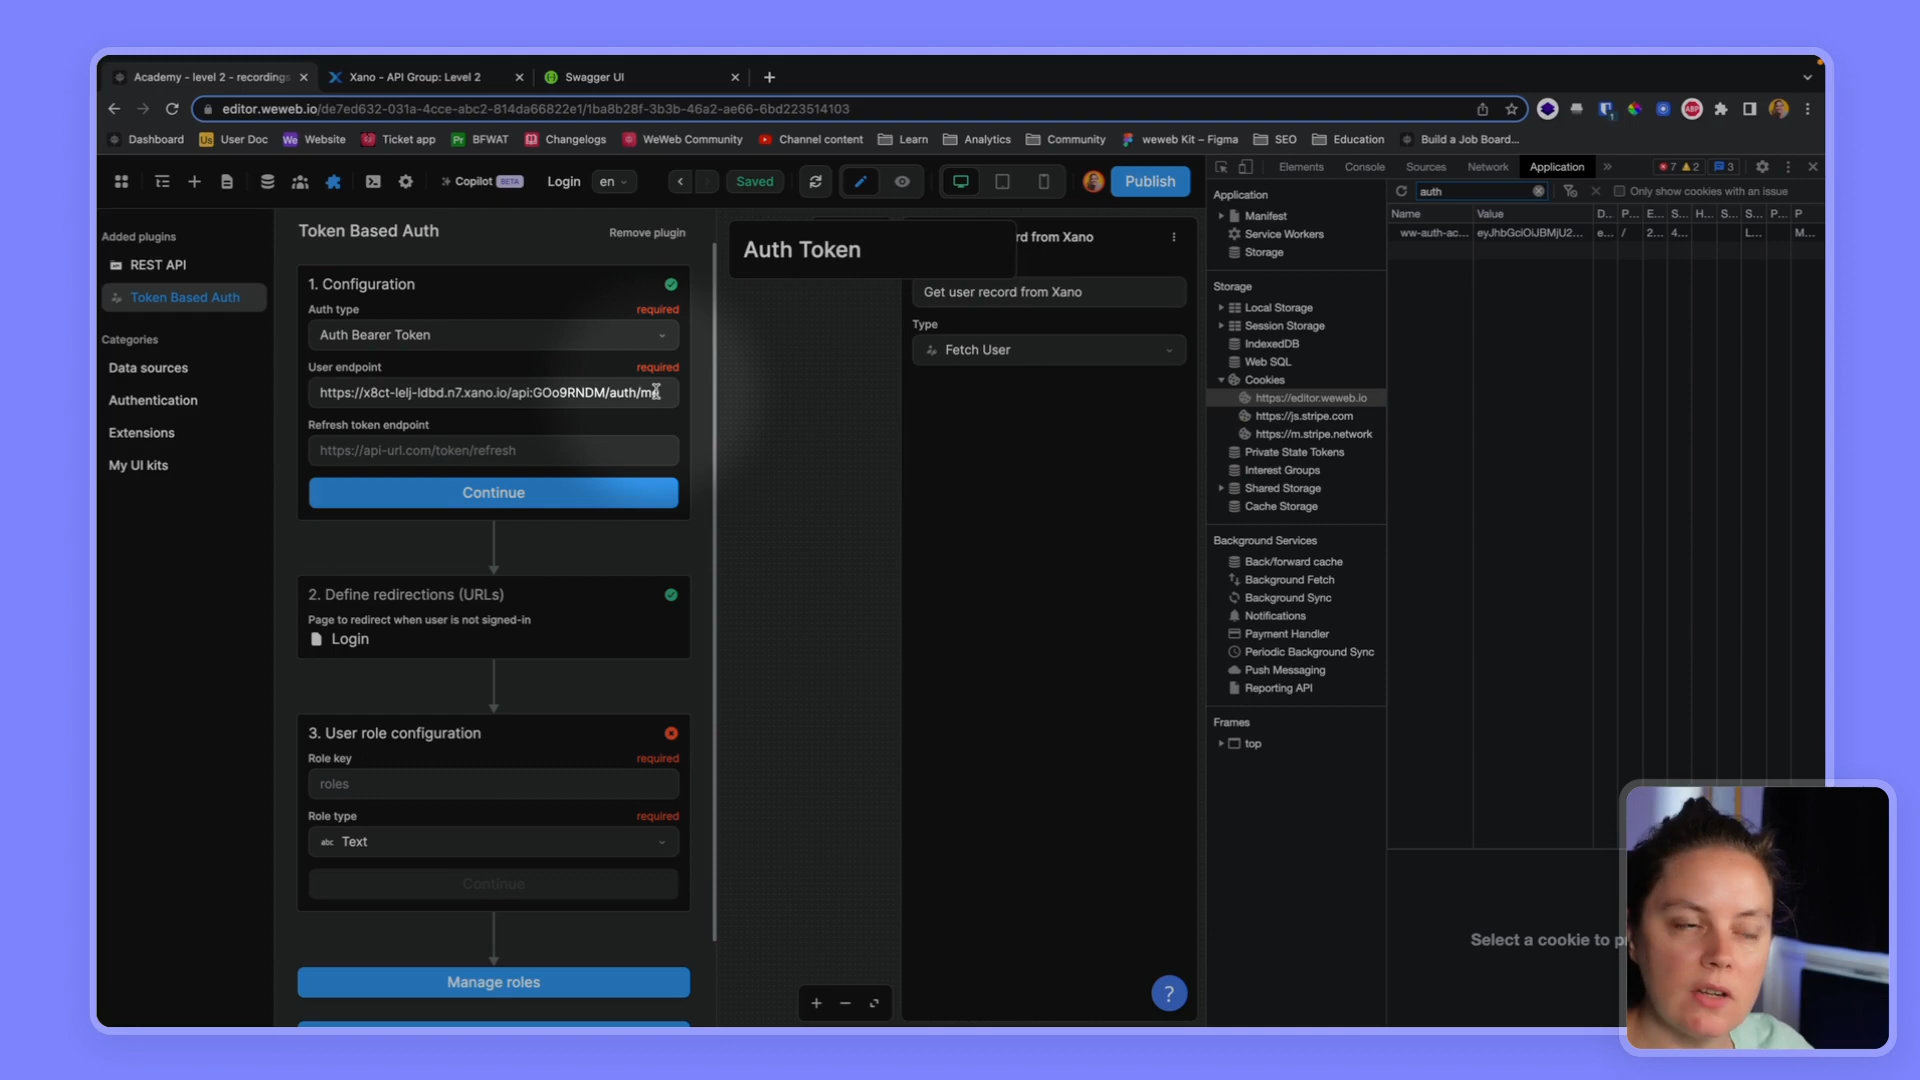 Academy - level 2 - recordings
Xano - API Group: Level 2
Swagger UI
editor.weweb.io/de7ed632-031a-4cce-abc2-814da66822e1/1ba8b28f-3b3b-46a2-ae66-6bd223514103
Dashboard
User Doc
Website
Ticket app
BFWAT
Changelogs
WeWeb Community
Channel content
Learn
Analytics
Community
weweb Kit – Figma
SEO
Education
Build a Job Board...
Copilot BETA
Login
en
Saved
Publish
Elements
Console
Sources
Network
Application
7
2
3
Added plugins
REST API
Token Based Auth
Categories
Data sources
Authentication
Extensions
My UI kits
Token Based Auth
Remove plugin
1. Configuration
Auth type
required
Auth Bearer Token
User endpoint
required
https://x8ct-lelj-ldbd.n7.xano.io/api:GOo9RNDM/auth/me
Refresh token endpoint
https://api-url.com/token/refresh
Continue
2. Define redirections (URLs)
Page to redirect when user is not signed-in
Login
3. User role configuration
Role key
required
roles
Role type
required
abc Text
Continue
Manage roles
Auth Token
rd from Xano
Get user record from Xano
Type
Fetch User
?
Application
Manifest
Service Workers
Storage
Storage
Local Storage
Session Storage
IndexedDB
Web SQL
Cookies
https://editor.weweb.io
https://js.stripe.com
https://m.stripe.network
Private State Tokens
Interest Groups
Shared Storage
Cache Storage
Background Services
Back/forward cache
Background Fetch
Background Sync
Notifications
Payment Handler
Periodic Background Sync
Push Messaging
Reporting API
Frames
top
auth
Only show cookies with an issue
Name
Value
D...
P...
E...
S...
H...
S...
S...
P...
P
ww-auth-ac...
eyJhbGciOiJBMjU2...
e...
/
2...
4...
L...
M...
Select a cookie to p